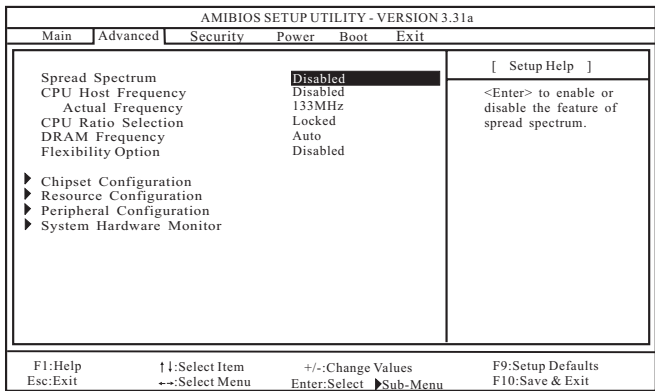 AMIBIOS SETUP UTILITY - VERSION 3.31a
Main Advanced Security Power Boot Exit
[ Setup Help ]
Spread Spectrum Disabled
CPU Host Frequency Disabled
Actual Frequency 133MHz
CPU Ratio Selection Locked
DRAM Frequency Auto
Flexibility Option Disabled
Chipset Configuration
Resource Configuration
Peripheral Configuration
System Hardware Monitor
<Enter> to enable or
disable the feature of
spread spectrum.
F1:Help ↑↓:Select Item +/-:Change Values F9:Setup Defaults
Esc:Exit ←→:Select Menu Enter:Select ▶Sub-Menu F10:Save & Exit